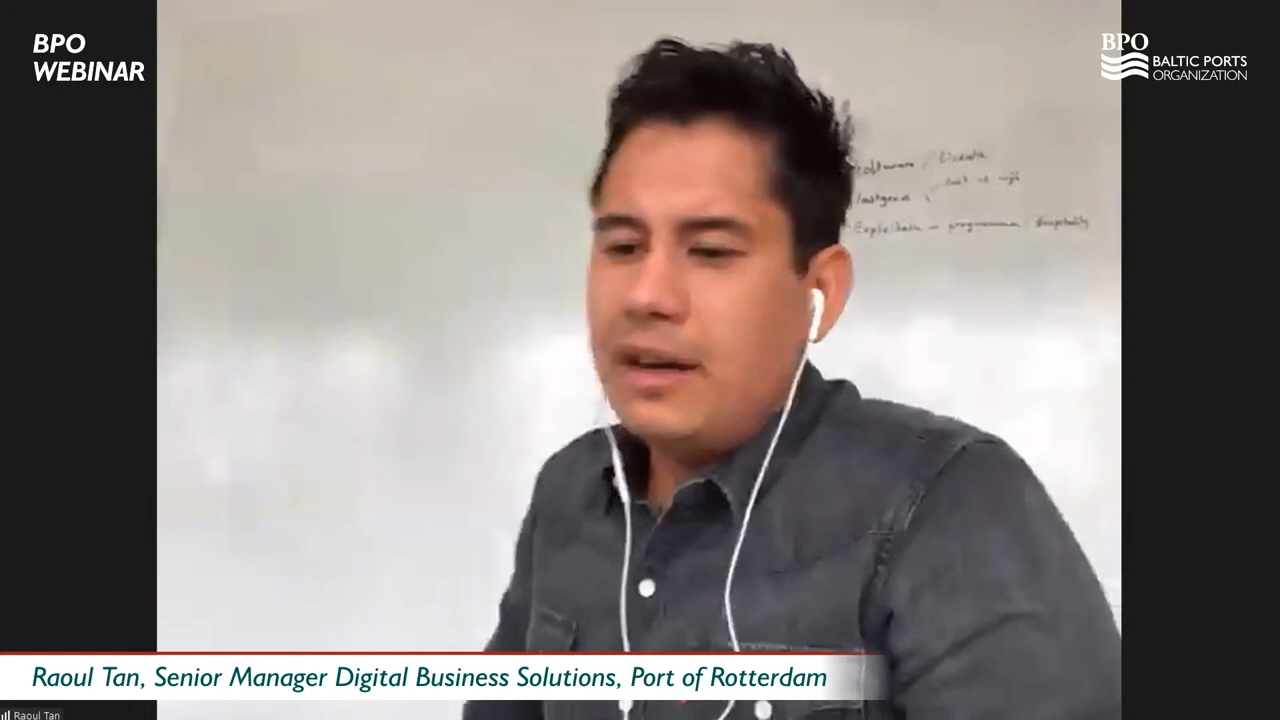 BPO
WEBINAR
BPO
BALTIC PORTS
ORGANIZATION
Raoul Tan, Senior Manager Digital Business Solutions, Port of Rotterdam
Raoul Tan